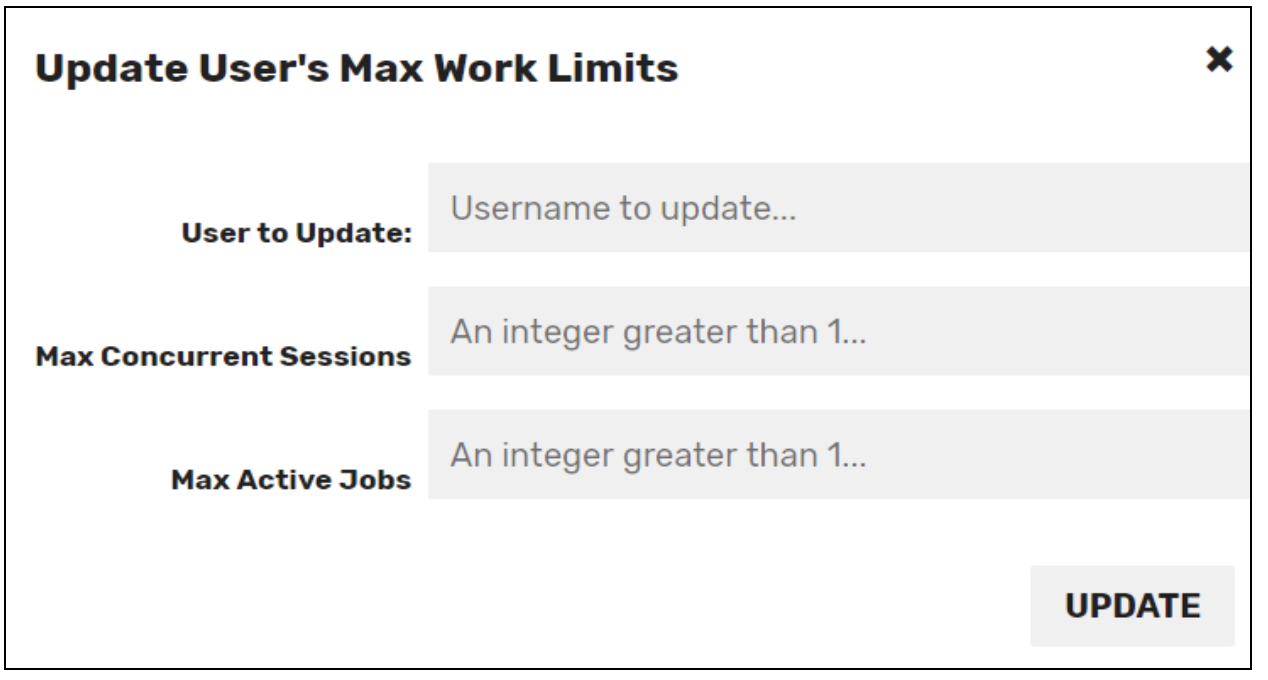 Update User's Max Work Limits ✖
User to Update: Username to update...
Max Concurrent Sessions An integer greater than 1...
Max Active Jobs An integer greater than 1...
UPDATE